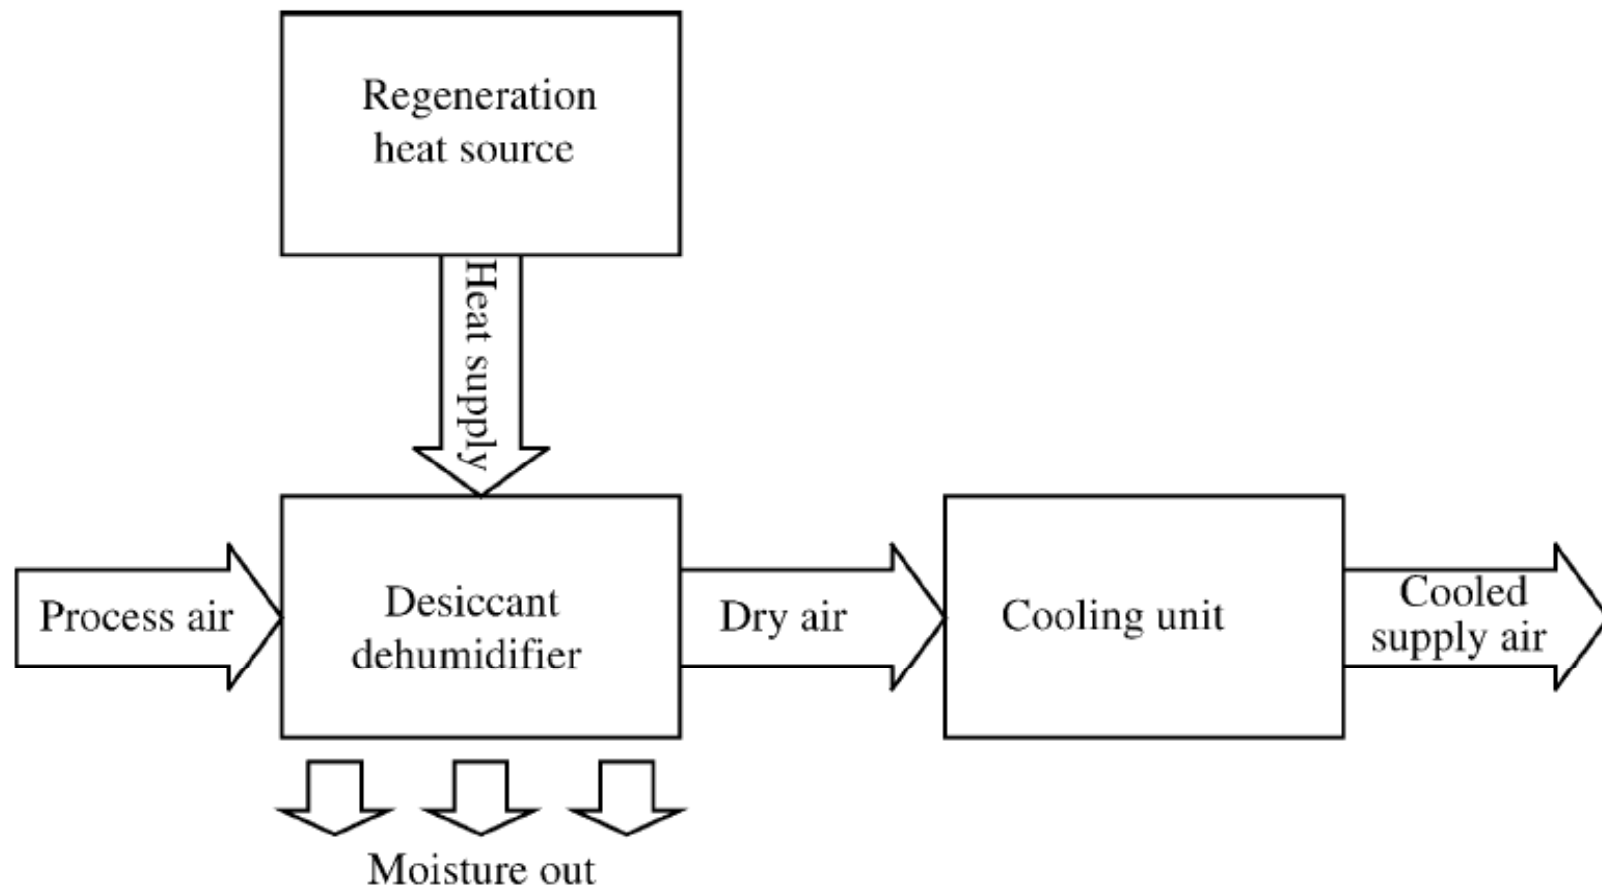 Regeneration
heat source
Heat supply
Process air
Desiccant
dehumidifier
Dry air
Cooling unit
Cooled
supply air
Moisture out